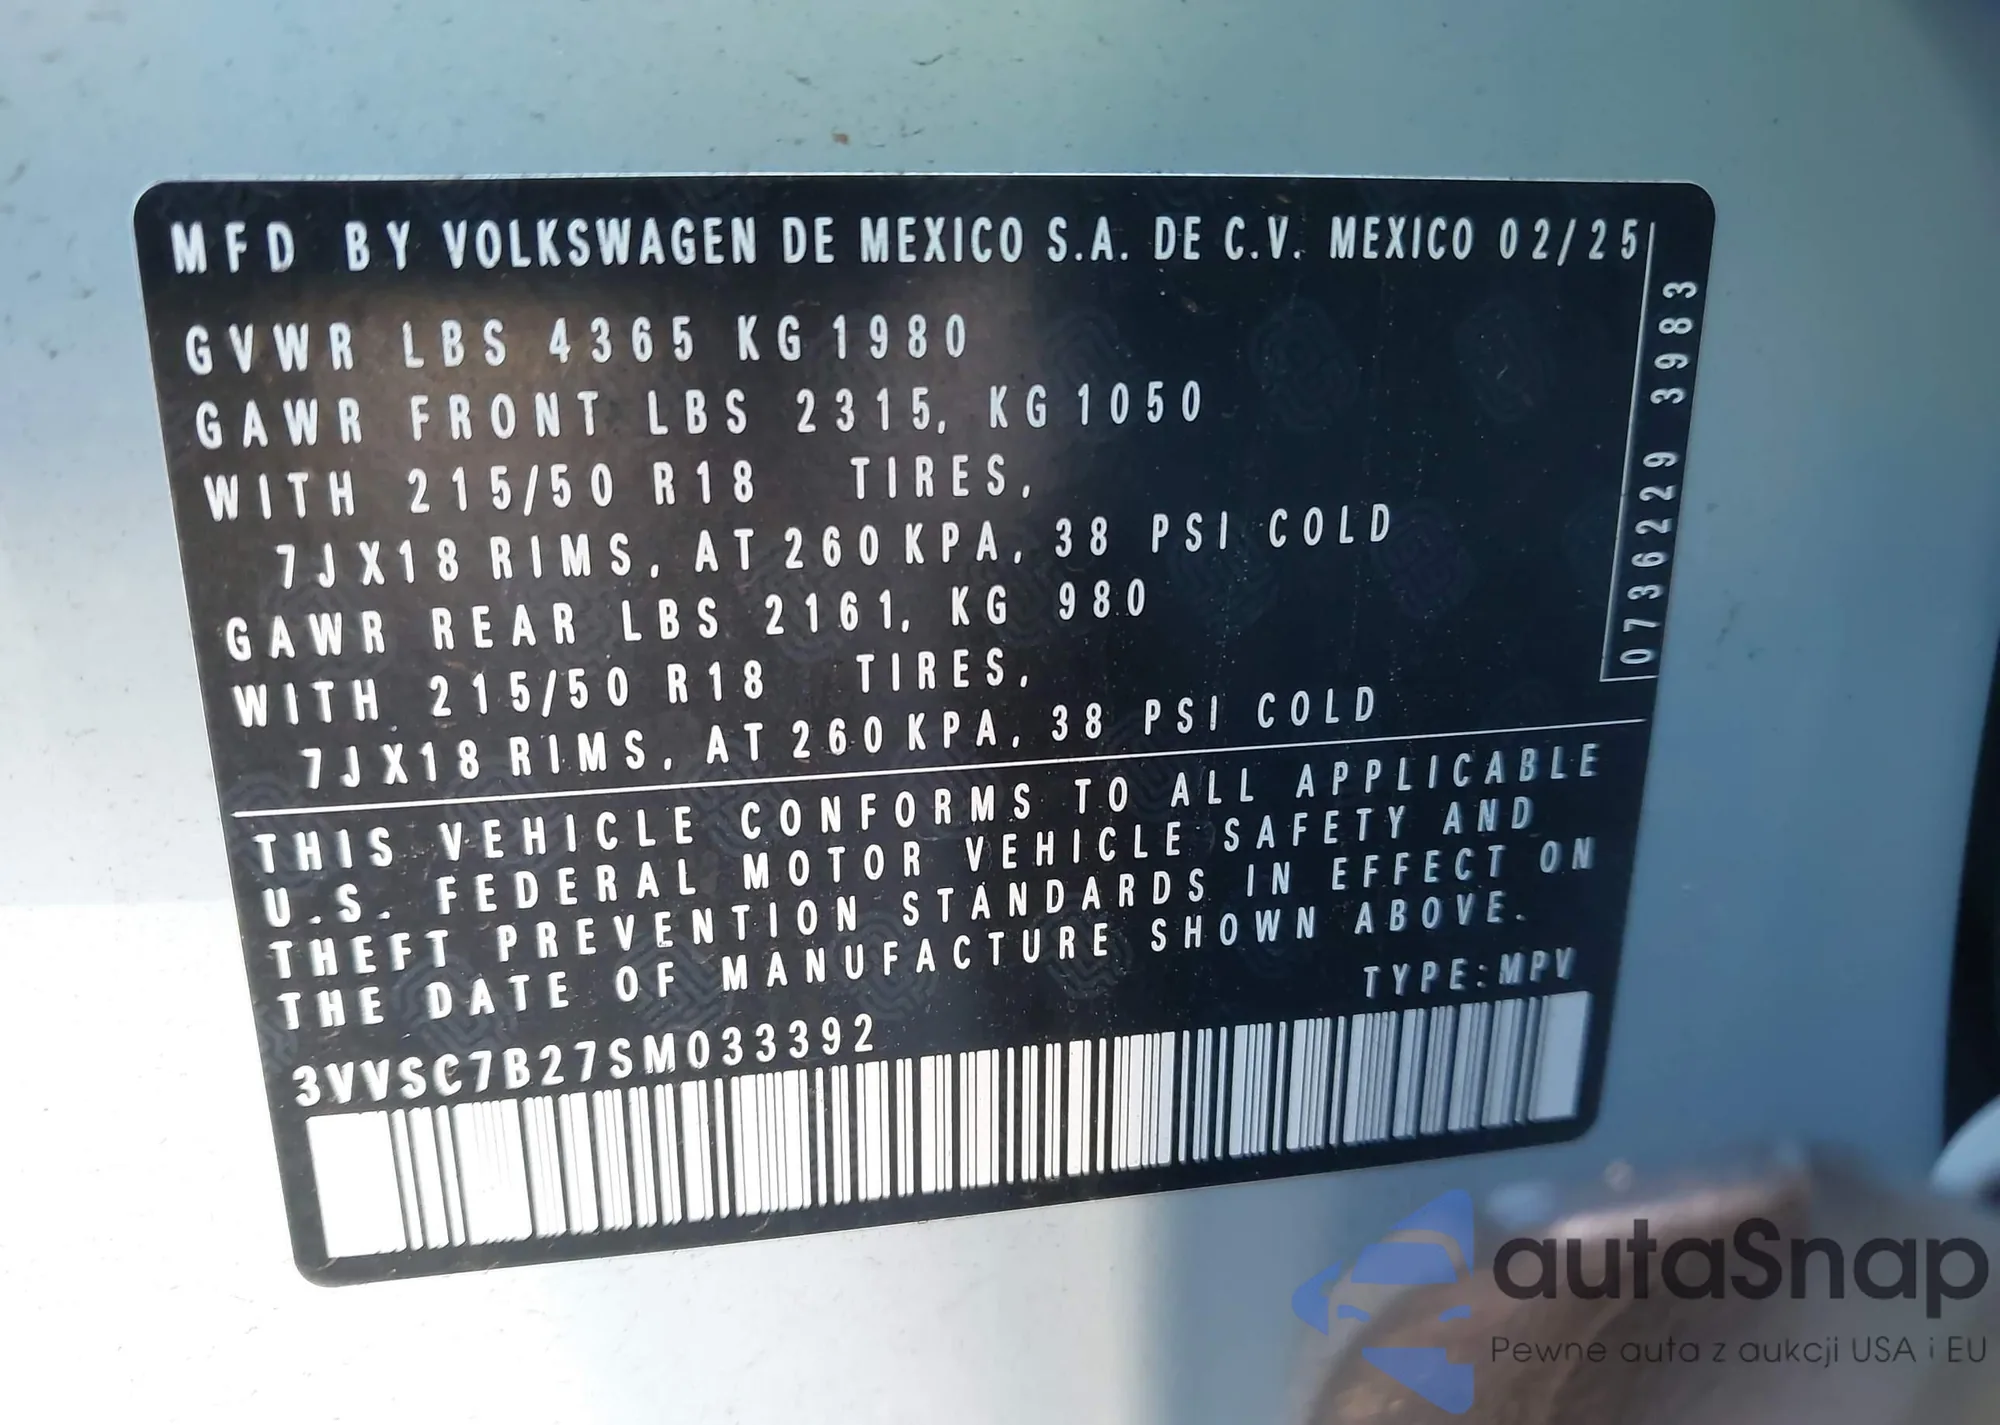 MFD BY VOLKSWAGEN DE MEXICO S.A. DE C.V. MEXICO 02/25
GVWR LBS 4365 KG 1980
GAWR FRONT LBS 2315, KG 1050
WITH 215/50 R18 TIRES,
7JX18 RIMS, AT 260 KPA, 38 PSI COLD
GAWR REAR LBS 2161, KG 980
WITH 215/50 R18 TIRES,
7JX18 RIMS, AT 260 KPA, 38 PSI COLD
0736229 3983
THIS VEHICLE CONFORMS TO ALL APPLICABLE
U.S. FEDERAL MOTOR VEHICLE SAFETY AND
THEFT PREVENTION STANDARDS IN EFFECT ON
THE DATE OF MANUFACTURE SHOWN ABOVE.
TYPE:MPV
3VVSC7B27SM033392
autaSnap
Pewne auta z aukcji USA i EU